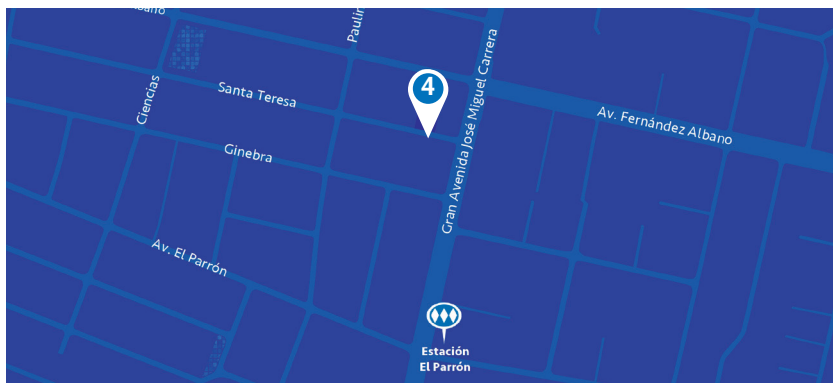 Albano
Paulin
4
Santa Teresa
Ciencias
Gran Avenida José Miguel Carrera
Av. Fernández Albano
Ginebra
Av. El Parrón
Estación
El Parrón